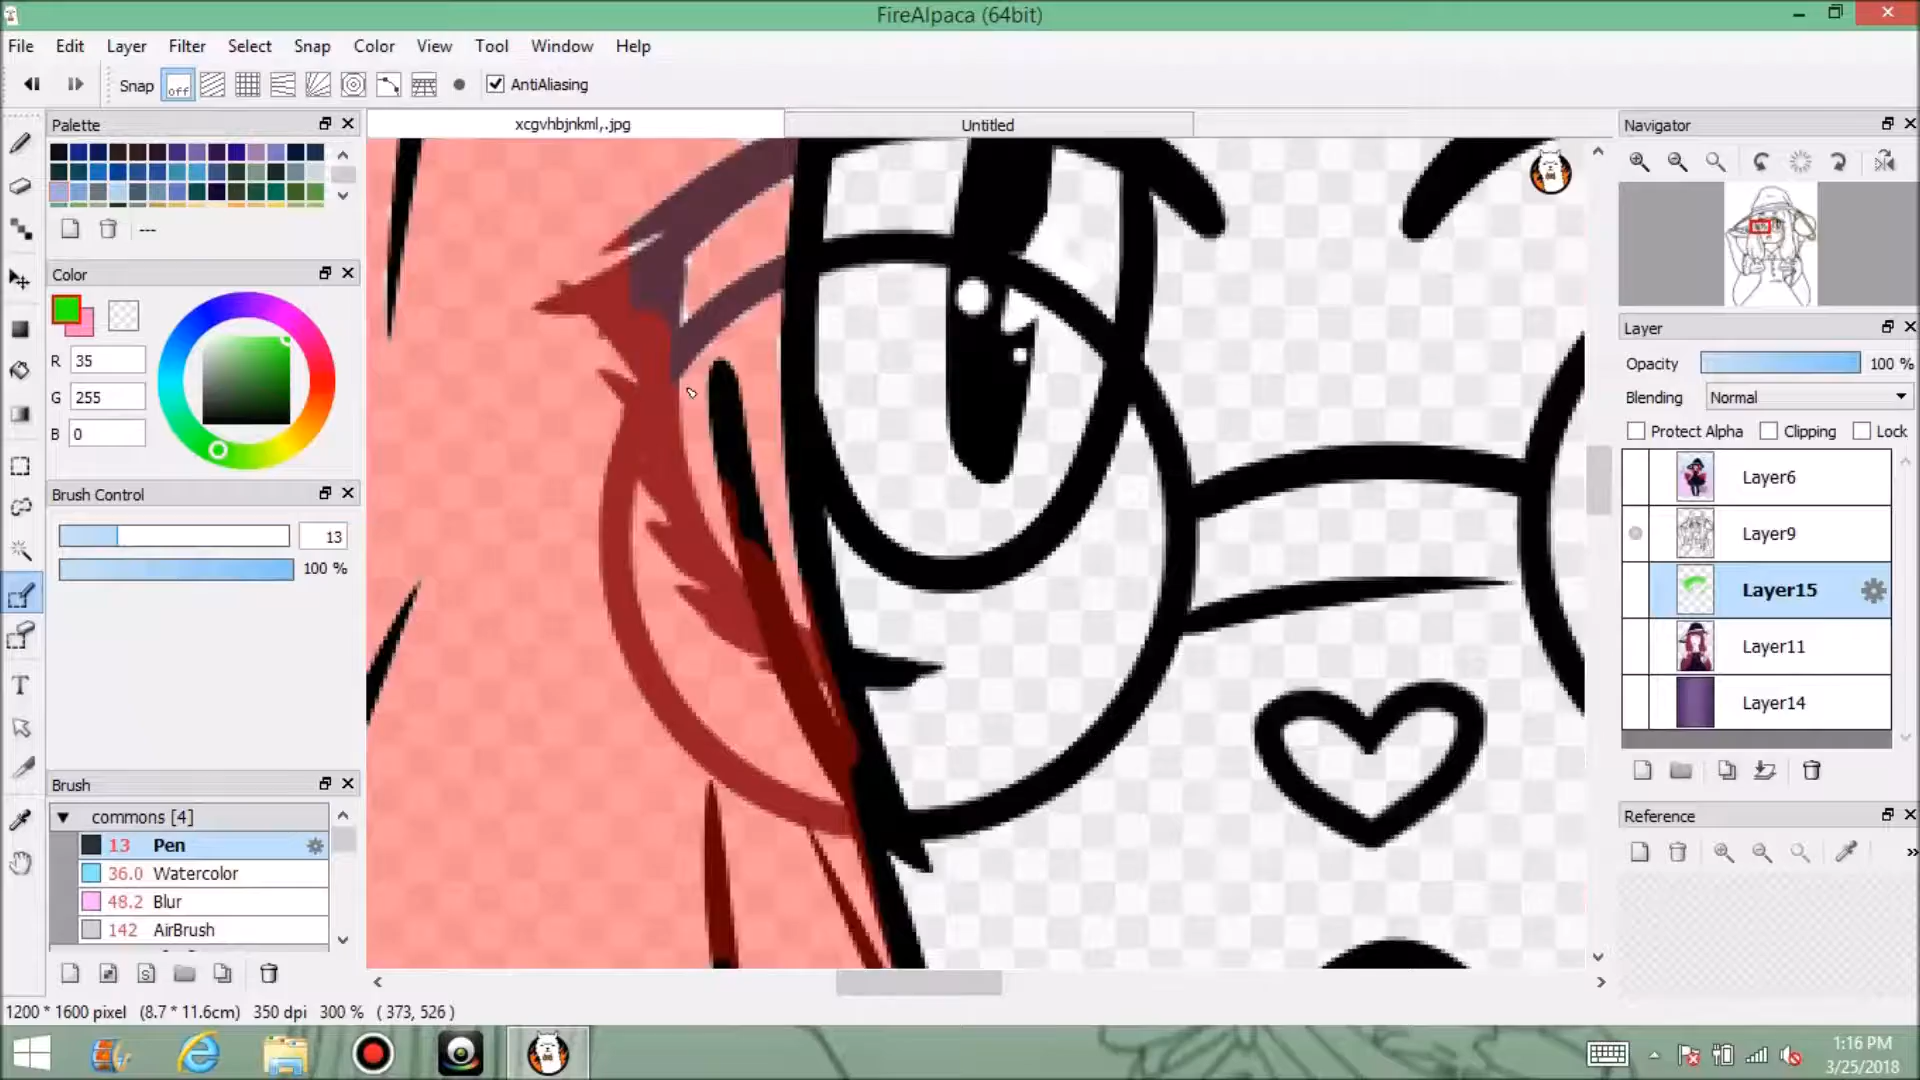 FireAlpaca (64bit)
File Edit Layer Filter Select Snap Color View Tool Window Help
Snap off AntiAliasing
Palette
xcgvhbjnkml,.jpg
Untitled
Navigator
---
Color
R 35
G 255
B 0
Layer
Opacity 100 %
Blending Normal
Protect Alpha Clipping Lock
Layer6
Layer9
Layer15
Layer11
Layer14
Brush Control
13
100 %
Brush
commons [4]
13 Pen
36.0 Watercolor
48.2 Blur
142 AirBrush
Reference
1200 * 1600 pixel (8.7 * 11.6cm) 350 dpi 300 % ( 373, 526 )
1:16 PM
3/25/2018